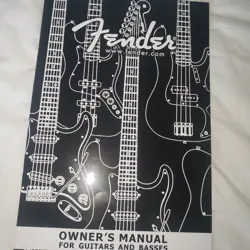 Fender
www.fender.com
OWNER'S MANUAL
FOR GUITARS AND BASSES